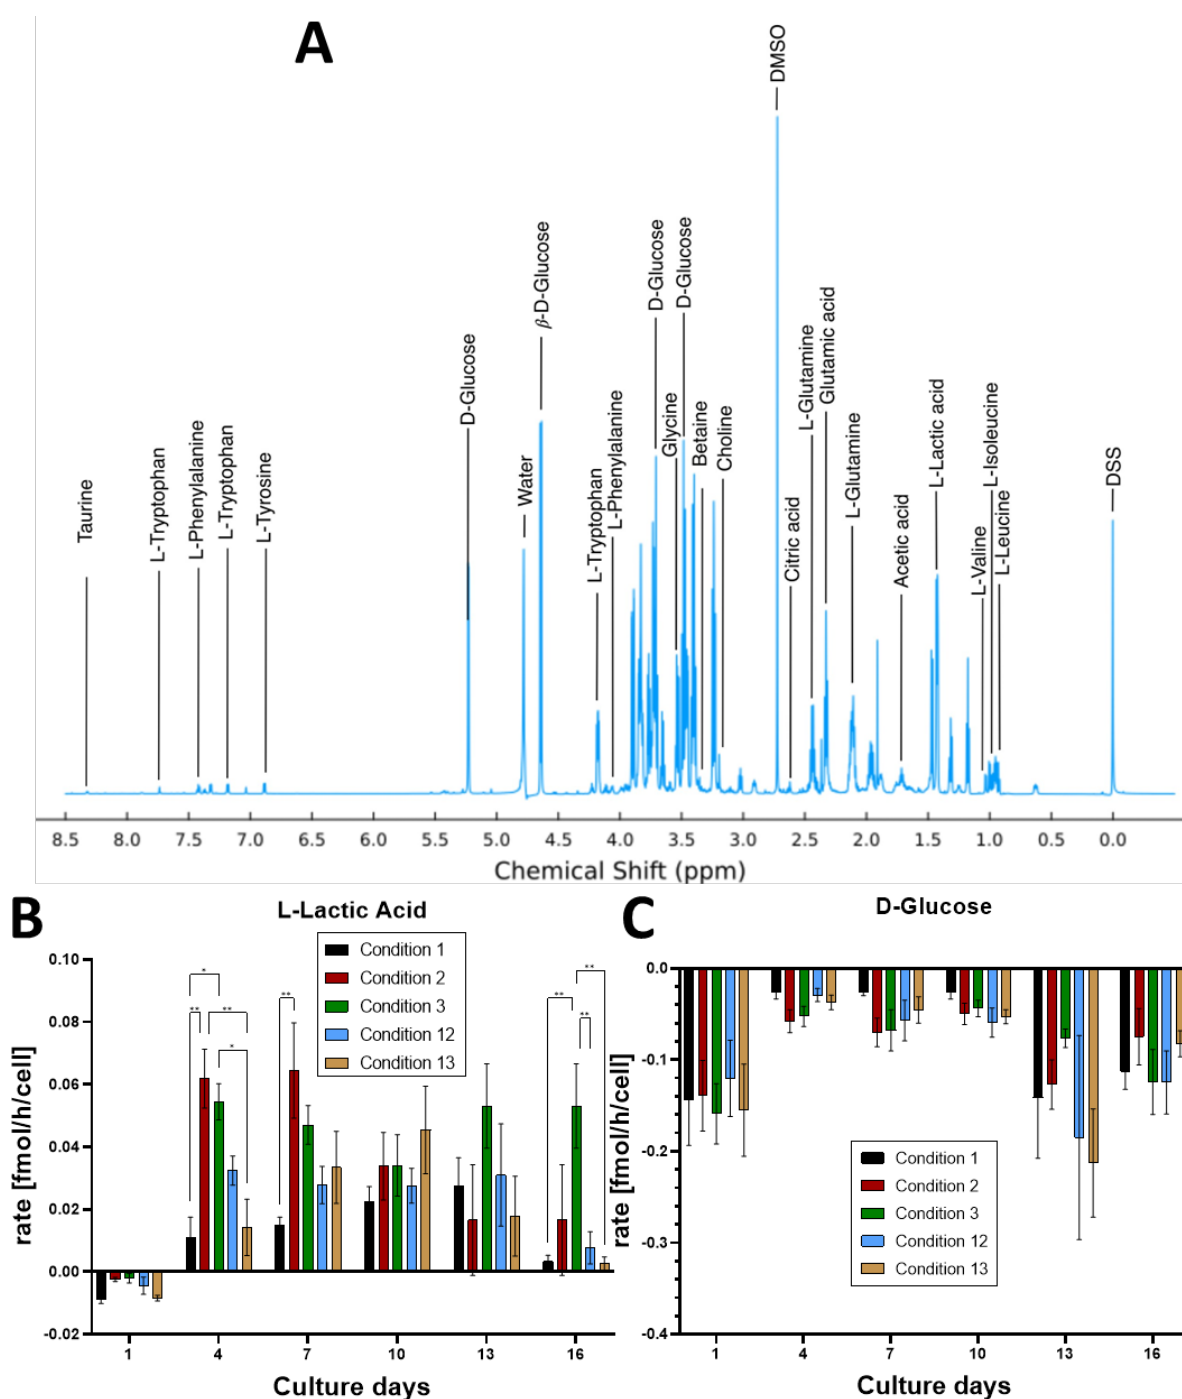 A
DMSO
β-D-Glucose
D-Glucose
D-Glucose
D-Glucose
Water
L-Glutamine
Glutamic acid
Taurine
L-Tryptophan
L-Phenylalanine
L-Tryptophan
L-Tyrosine
L-Tryptophan
L-Phenylalanine
Glycine
Betaine
Choline
Citric acid
L-Glutamine
Acetic acid
L-Lactic acid
L-Valine
L-Isoleucine
L-Leucine
DSS
8.5 8.0 7.5 7.0 6.5 6.0 5.5 5.0 4.5 4.0 3.5 3.0 2.5 2.0 1.5 1.0 0.5 0.0
Chemical Shift (ppm)
B
L-Lactic Acid
Condition 1
Condition 2
Condition 3
Condition 12
Condition 13
0.10
0.08
0.06
0.04
0.02
0.00
-0.02
rate [fmol/h/cell]
*
**
**
*
**
**
**
**
1 4 7 10 13 16
Culture days
C
D-Glucose
0.0
-0.1
-0.2
-0.3
-0.4
rate [fmol/h/cell]
Condition 1
Condition 2
Condition 3
Condition 12
Condition 13
1 4 7 10 13 16
Culture days